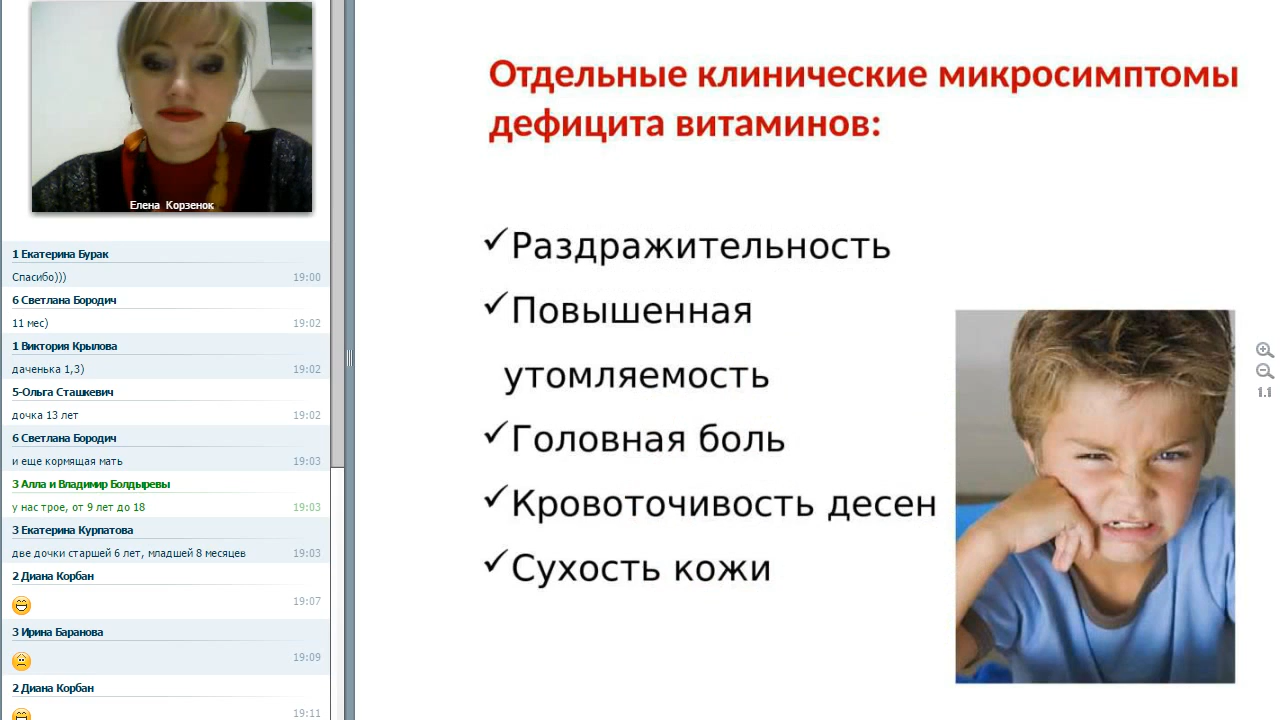 Елена Корзенок
1 Екатерина Бурак
Спасибо)))
19:00
6 Светлана Бородич
11 мес)
19:02
1 Виктория Крылова
даченька 1,3)
19:02
5-Ольга Сташкевич
дочка 13 лет
19:02
6 Светлана Бородич
и еще кормящая мать
19:03
3 Алла и Владимир Болдыревы
у нас трое, от 9 лет до 18
19:03
3 Екатерина Курпатова
две дочки старшей 6 лет, младшей 8 месяцев
19:03
2 Диана Корбан
19:07
3 Ирина Баранова
19:09
2 Диана Корбан
19:11
Отдельные клинические микросимптомы
дефицита витаминов:
Раздражительность
Повышенная
утомляемость
Головная боль
Кровоточивость десен
Сухость кожи
1.1